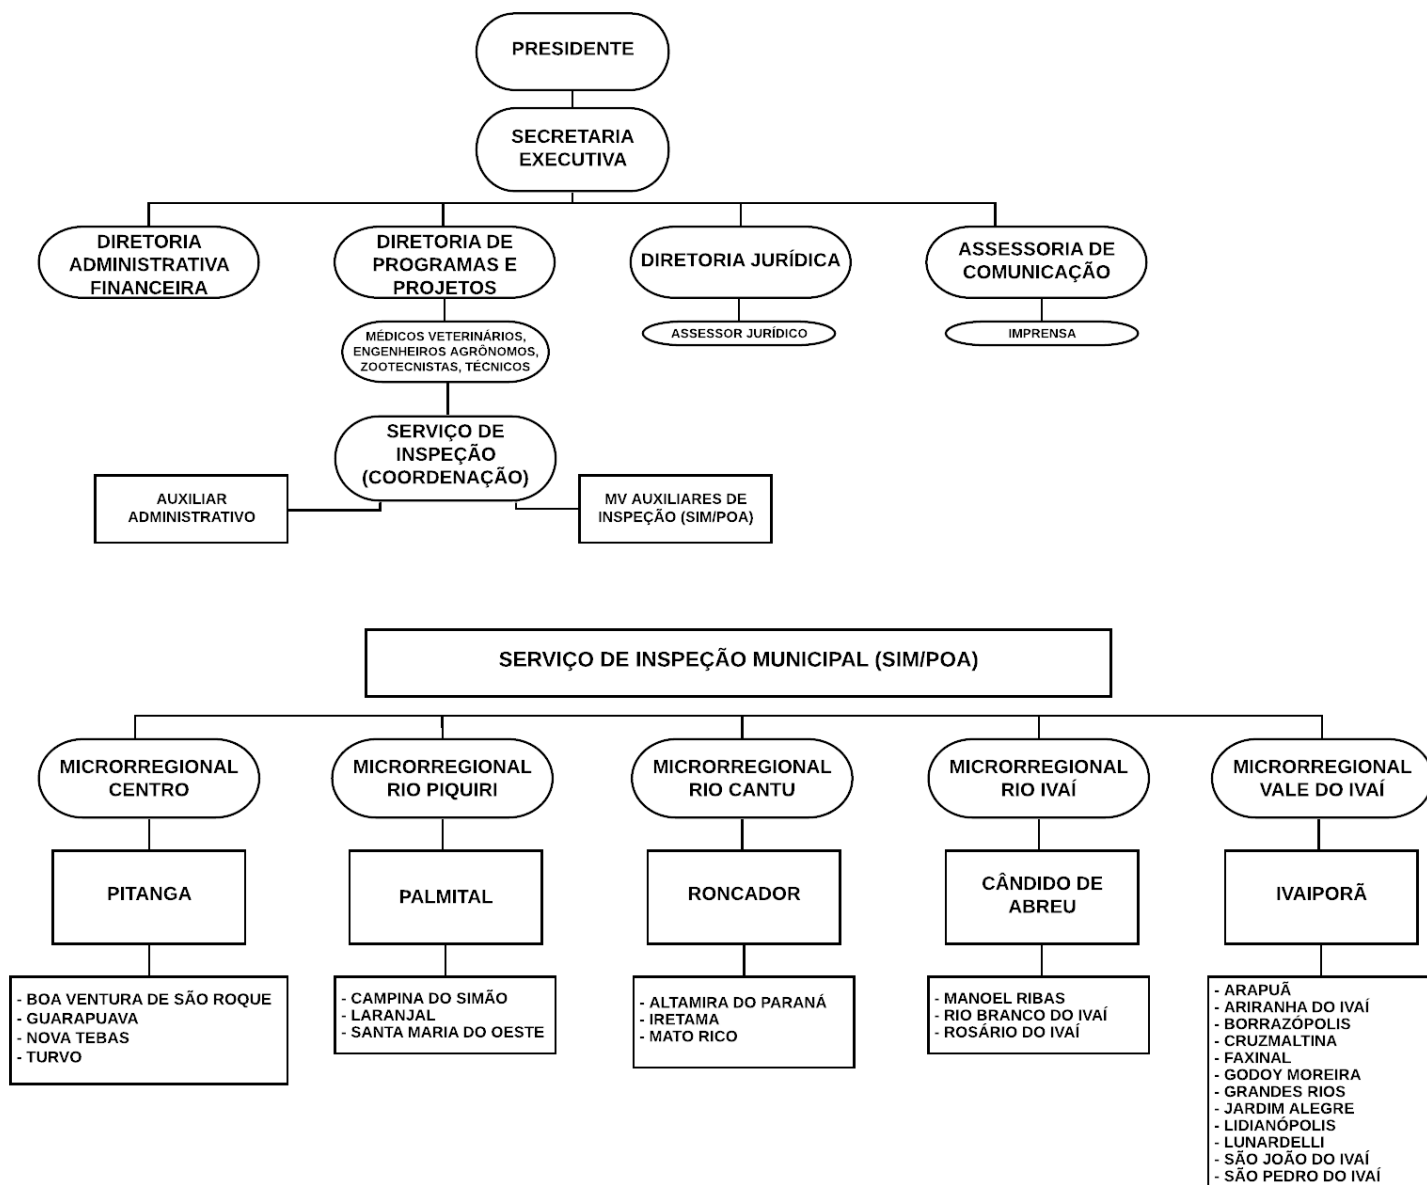 PRESIDENTE
SECRETARIA
EXECUTIVA
DIRETORIA
ADMINISTRATIVA
FINANCEIRA
DIRETORIA DE
PROGRAMAS E
PROJETOS
DIRETORIA JURÍDICA
ASSESSORIA DE
COMUNICAÇÃO
MÉDICOS VETERINÁRIOS,
ENGENHEIROS AGRÔNOMOS,
ZOOTECNISTAS, TÉCNICOS
ASSESSOR JURÍDICO
IMPRENSA
SERVIÇO DE
INSPEÇÃO
(COORDENAÇÃO)
AUXILIAR
ADMINISTRATIVO
MV AUXILIARES DE
INSPEÇÃO (SIM/POA)
SERVIÇO DE INSPEÇÃO MUNICIPAL (SIM/POA)
MICRORREGIONAL
CENTRO
MICRORREGIONAL
RIO PIQUIRI
MICRORREGIONAL
RIO CANTU
MICRORREGIONAL
RIO IVAÍ
MICRORREGIONAL
VALE DO IVAÍ
PITANGA
PALMITAL
RONCADOR
CÂNDIDO DE
ABREU
IVAIPORÃ
- BOA VENTURA DE SÃO ROQUE
- GUARAPUAVA
- NOVA TEBAS
- TURVO
- CAMPINA DO SIMÃO
- LARANJAL
- SANTA MARIA DO OESTE
- ALTAMIRA DO PARANÁ
- IRETAMA
- MATO RICO
- MANOEL RIBAS
- RIO BRANCO DO IVAÍ
- ROSÁRIO DO IVAÍ
- ARAPUÃ
- ARIRANHA DO IVAÍ
- BORRAZÓPOLIS
- CRUZMALTINA
- FAXINAL
- GODOY MOREIRA
- GRANDES RIOS
- JARDIM ALEGRE
- LIDIANÓPOLIS
- LUNARDELLI
- SÃO JOÃO DO IVAÍ
- SÃO PEDRO DO IVAÍ